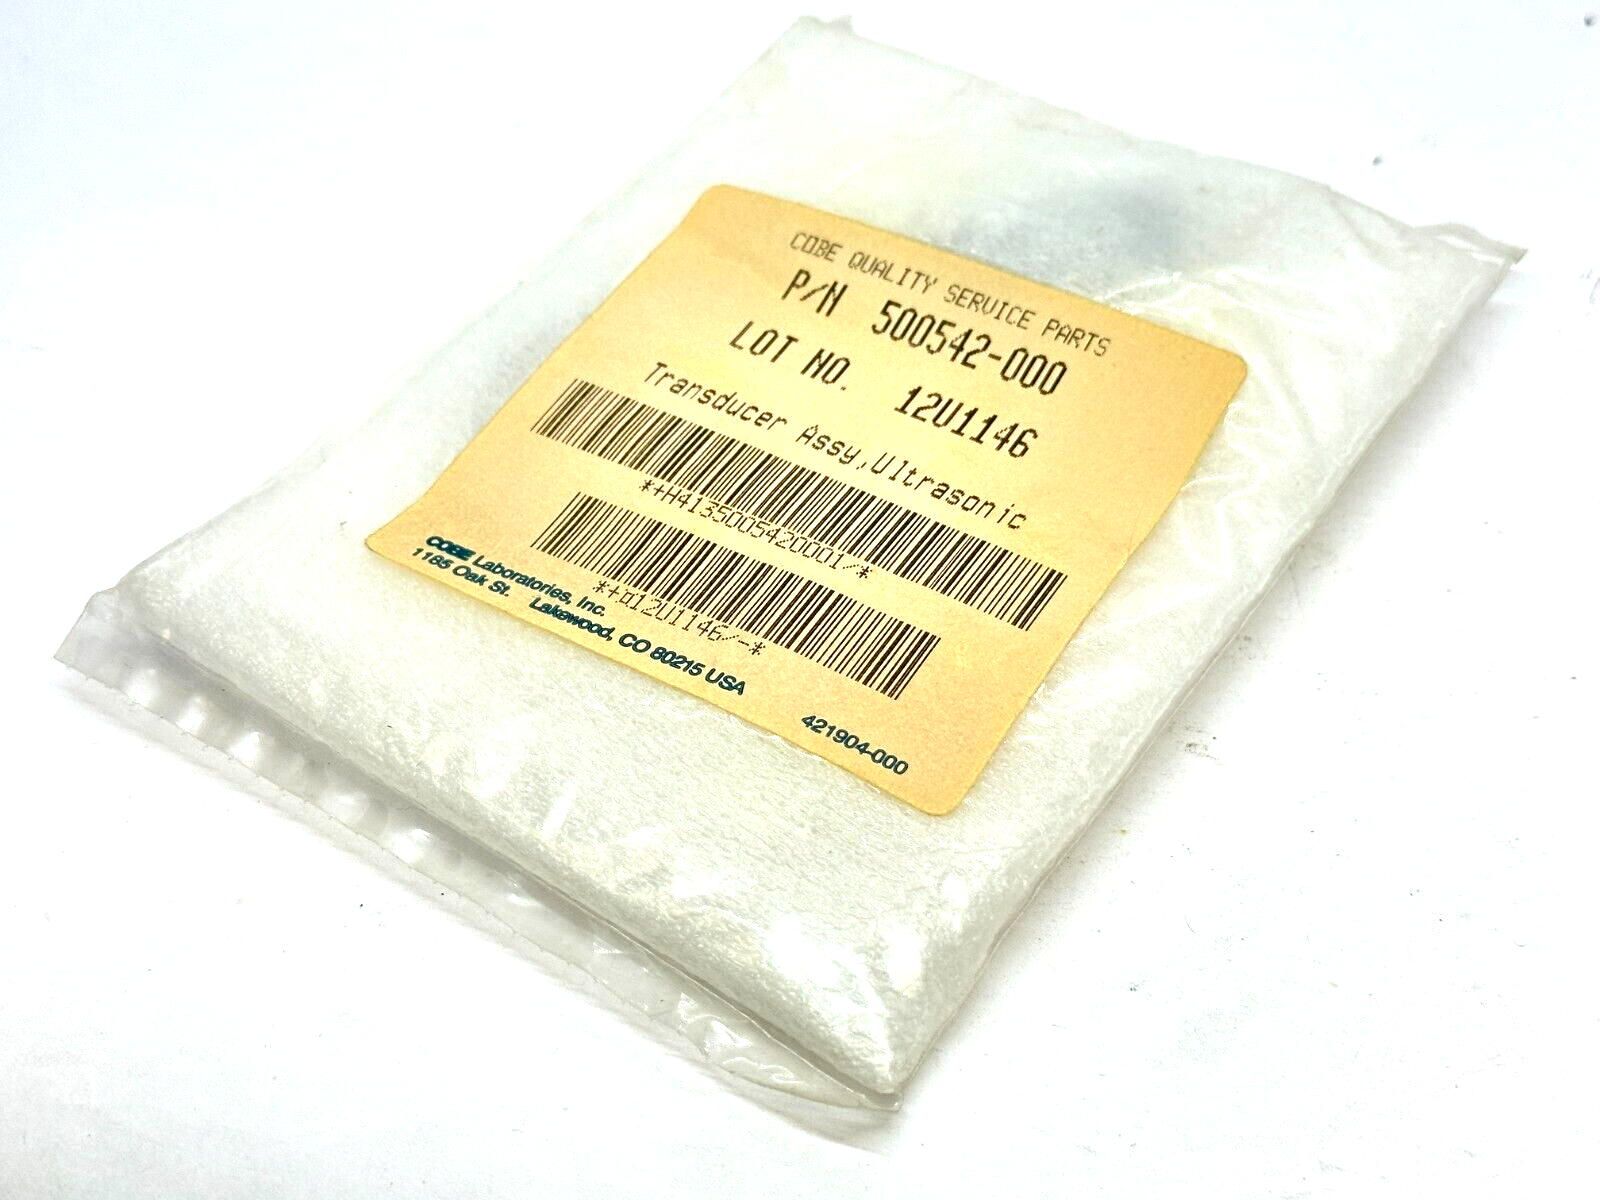 COBE QUALITY SERVICE PARTS
P/N 500542-000
LOT NO. 12U1146
Transducer Assy,Ultrasonic
*+H4135005420001/*
*+¤12U1146/-*
COBE Laboratories, Inc.
1185 Oak St. Lakewood, CO 80215 USA
421904-000